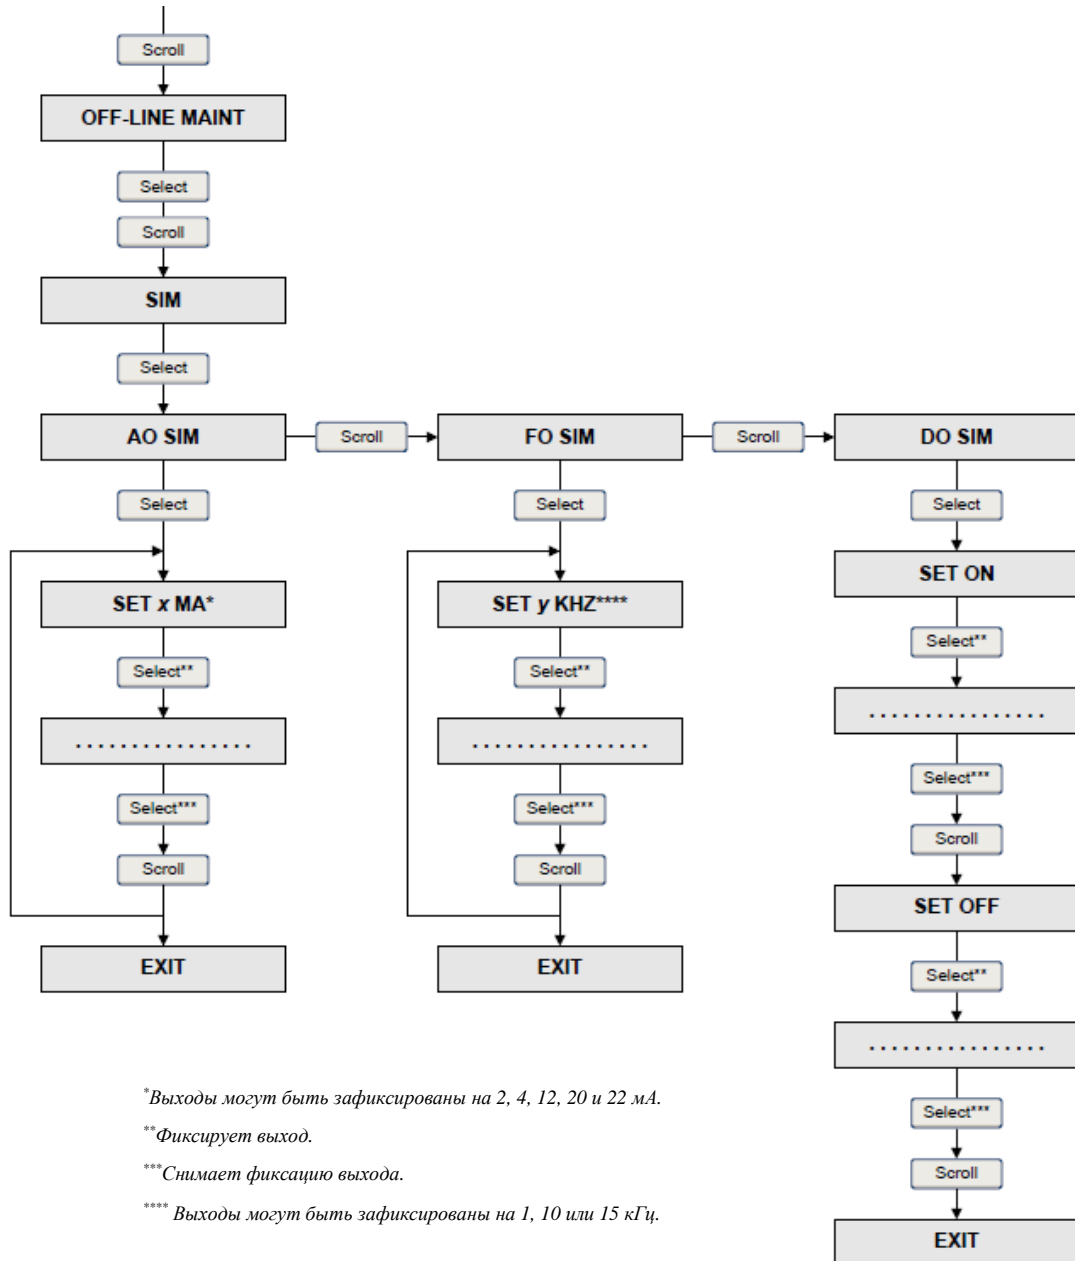 Scroll
OFF-LINE MAINT
Select
Scroll
SIM
Select
AO SIM
Scroll
FO SIM
Scroll
DO SIM
Select
Select
Select
SET ON
SET x MA*
SET y KHZ****
Select**
Select**
Select**
. . . . . . . . . . . . . . . .
. . . . . . . . . . . . . . . .
. . . . . . . . . . . . . . . .
Select***
Select***
Select***
Scroll
Scroll
Scroll
SET OFF
EXIT
EXIT
Select**
. . . . . . . . . . . . . . . .
Select***
Scroll
EXIT
*Выходы могут быть зафиксированы на 2, 4, 12, 20 и 22 мА.
**Фиксирует выход.
***Снимает фиксацию выхода.
**** Выходы могут быть зафиксированы на 1, 10 или 15 кГц.